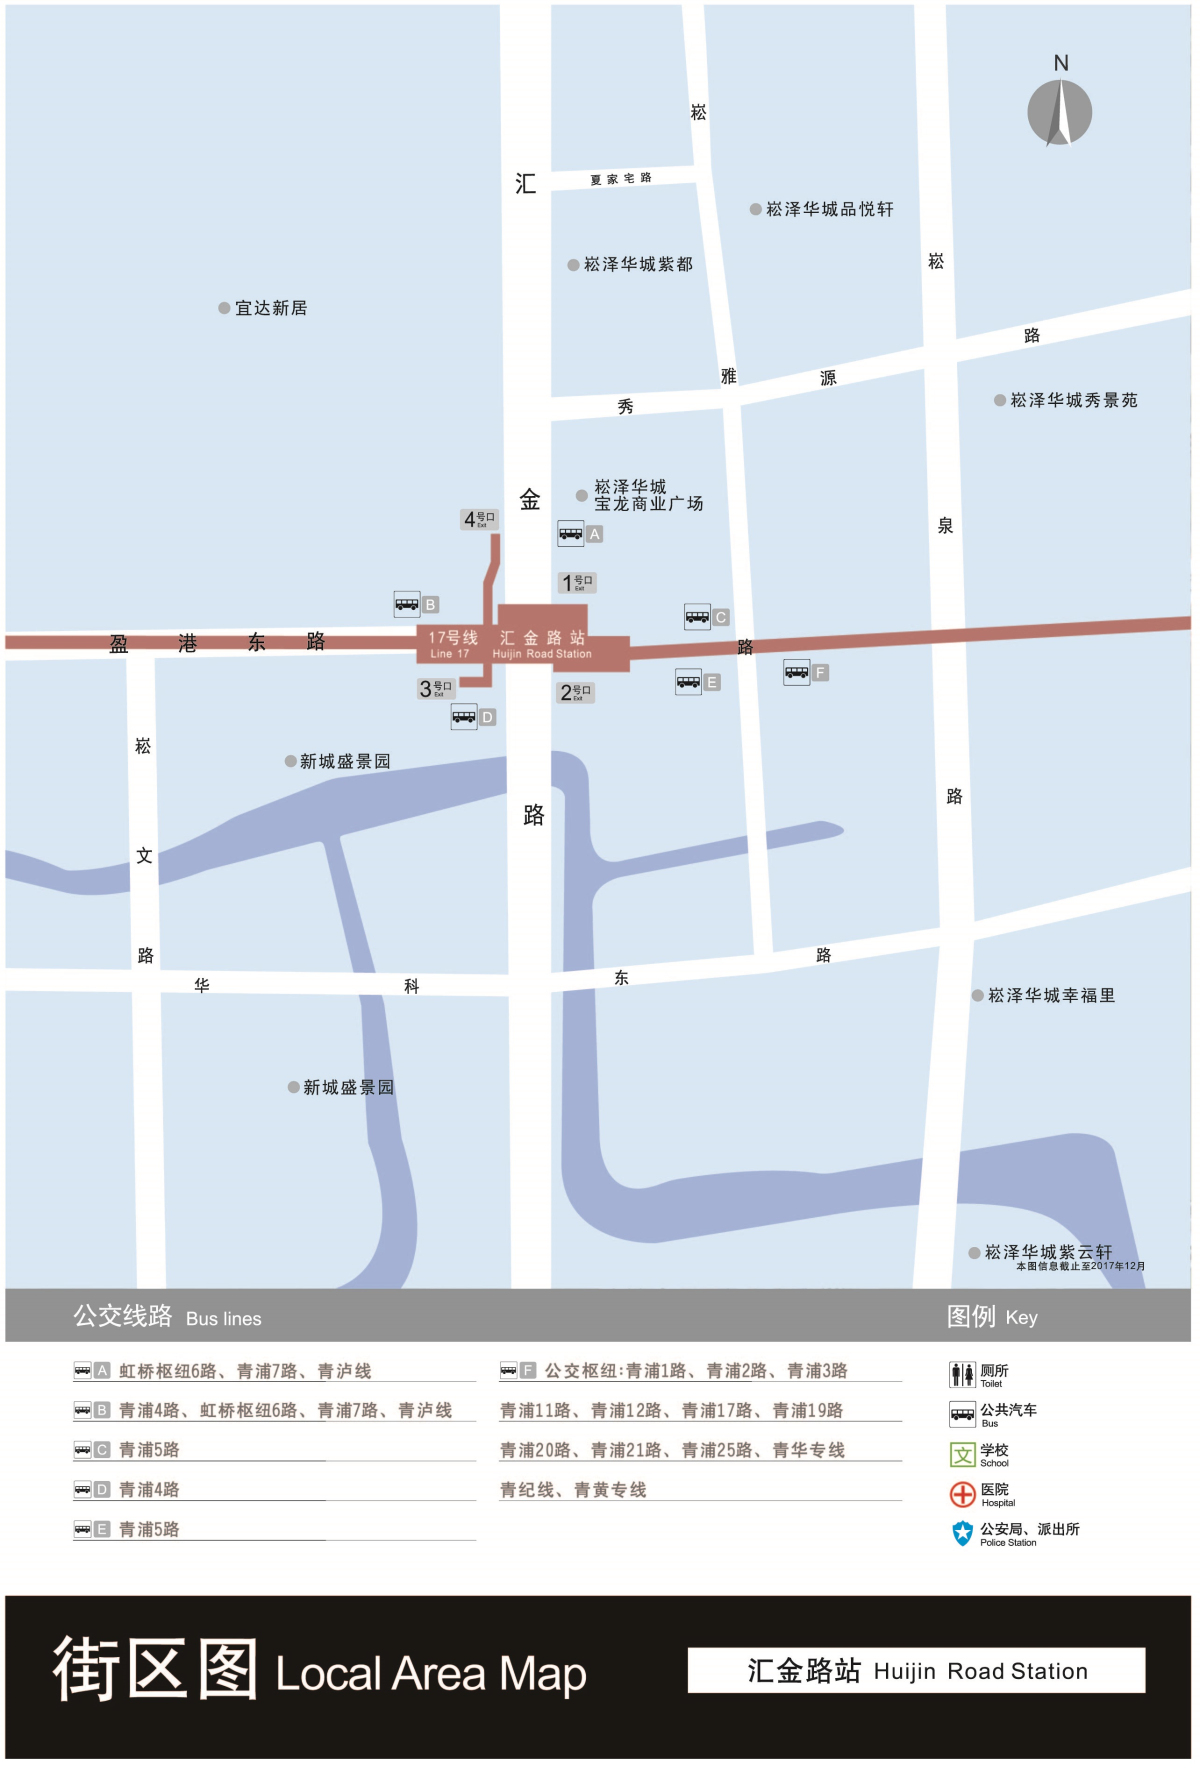 N
崧
夏家宅路
汇
崧泽华城品悦轩
崧
崧泽华城紫都
宜达新居
路
雅
源
秀
崧泽华城秀景苑
金
崧泽华城
宝龙商业广场
4号口
Exit
A
泉
1号口
Exit
B
C
盈港东路
17号线
Line 17
汇金路站
Huijin Road Station
路
F
E
3号口
Exit
2号口
Exit
D
崧
新城盛景园
路
路
文
路
华
科
东
路
崧泽华城幸福里
新城盛景园
崧泽华城紫云轩
本图信息截止至2017年12月
公交线路 Bus lines
图例 Key
A 虹桥枢纽6路、青浦7路、青泸线
B 青浦4路、虹桥枢纽6路、青浦7路、青泸线
C 青浦5路
D 青浦4路
E 青浦5路
F 公交枢纽:青浦1路、青浦2路、青浦3路
青浦11路、青浦12路、青浦17路、青浦19路
青浦20路、青浦21路、青浦25路、青华专线
青纪线、青黄专线
厕所
Toilet
公共汽车
Bus
文 学校
School
医院
Hospital
公安局、派出所
Police Station
街区图 Local Area Map
汇金路站 Huijin Road Station